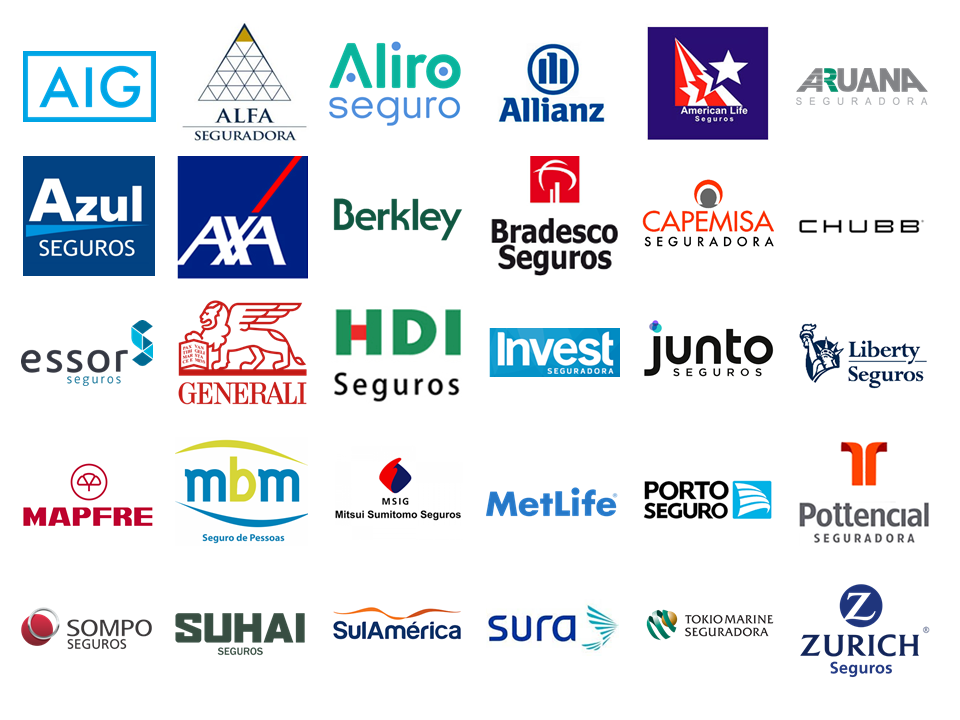 AIG
ALFA
SEGURADORA
Aliro
seguro
Allianz
American Life
Seguros
ARUANA
SEGURADORA
Azul
SEGUROS
AXA
Berkley
Bradesco
Seguros
CAPEMISA
SEGURADORA
CHUBB®
essor
seguros
GENERALI
HDI
Seguros
Invest
SEGURADORA
junto
SEGUROS
Liberty
Seguros
MAPFRE
mbm
Seguro de Pessoas
MSIG
Mitsui Sumitomo Seguros
MetLife®
PORTO
SEGURO
Pottencial
SEGURADORA
SOMPO
SEGUROS
SUHAI
SEGUROS
SulAmérica
sura
TOKIO MARINE
SEGURADORA
Z
ZURICH®
Seguros